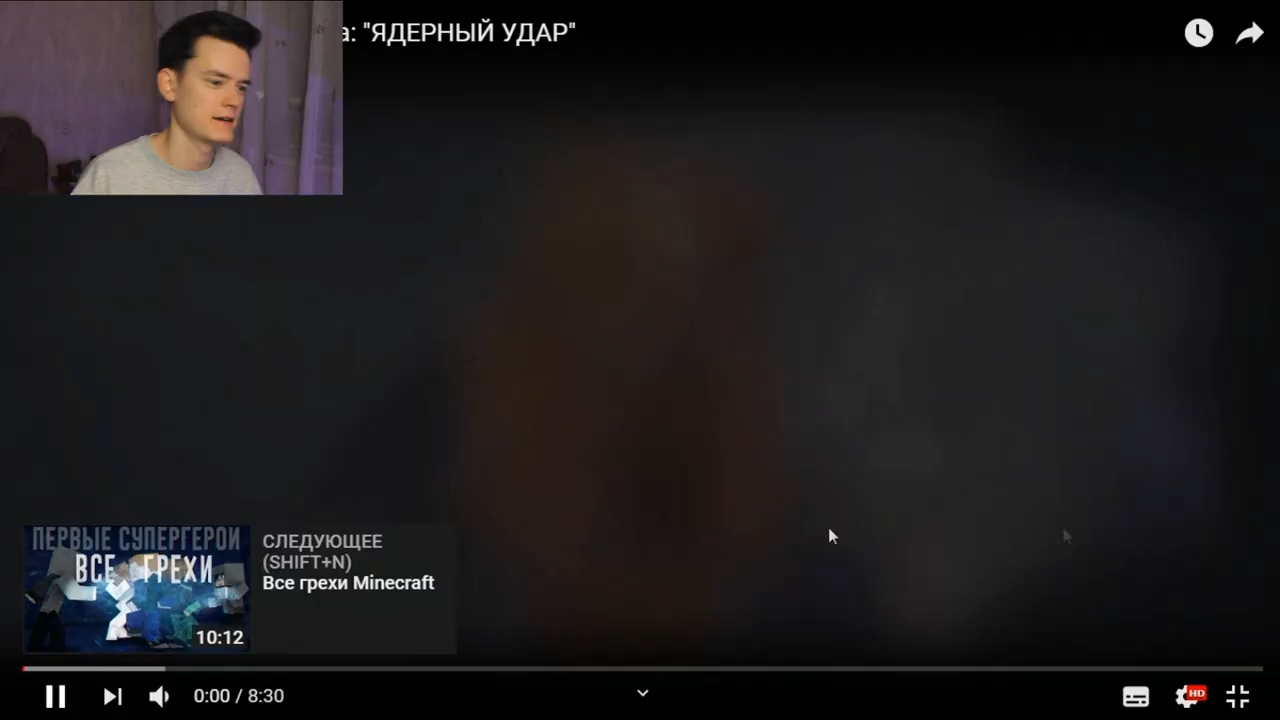 а: "ЯДЕРНЫЙ УДАР"
ПЕРВЫЕ СУПЕРГЕРОИ
ВСЕ ГРЕХИ
10:12
СЛЕДУЮЩЕЕ
(SHIFT+N)
Все грехи Minecraft
0:00 / 8:30
HD